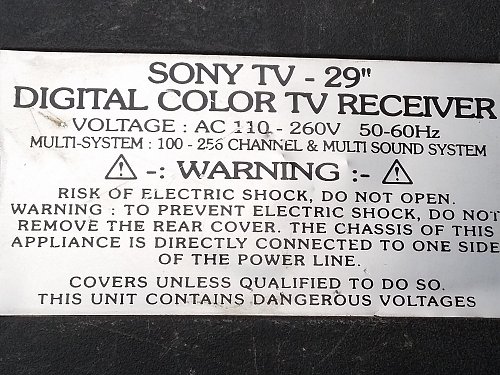 SONY TV - 29"
DIGITAL COLOR TV RECEIVER
VOLTAGE : AC 110 - 260V 50-60Hz
MULTI-SYSTEM : 100 - 256 CHANNEL & MULTI SOUND SYSTEM
⚠ -: WARNING :- ⚠
RISK OF ELECTRIC SHOCK, DO NOT OPEN.
WARNING : TO PREVENT ELECTRIC SHOCK, DO NOT
REMOVE THE REAR COVER. THE CHASSIS OF THIS
APPLIANCE IS DIRECTLY CONNECTED TO ONE SIDE
OF THE POWER LINE.
COVERS UNLESS QUALIFIED TO DO SO.
THIS UNIT CONTAINS DANGEROUS VOLTAGES